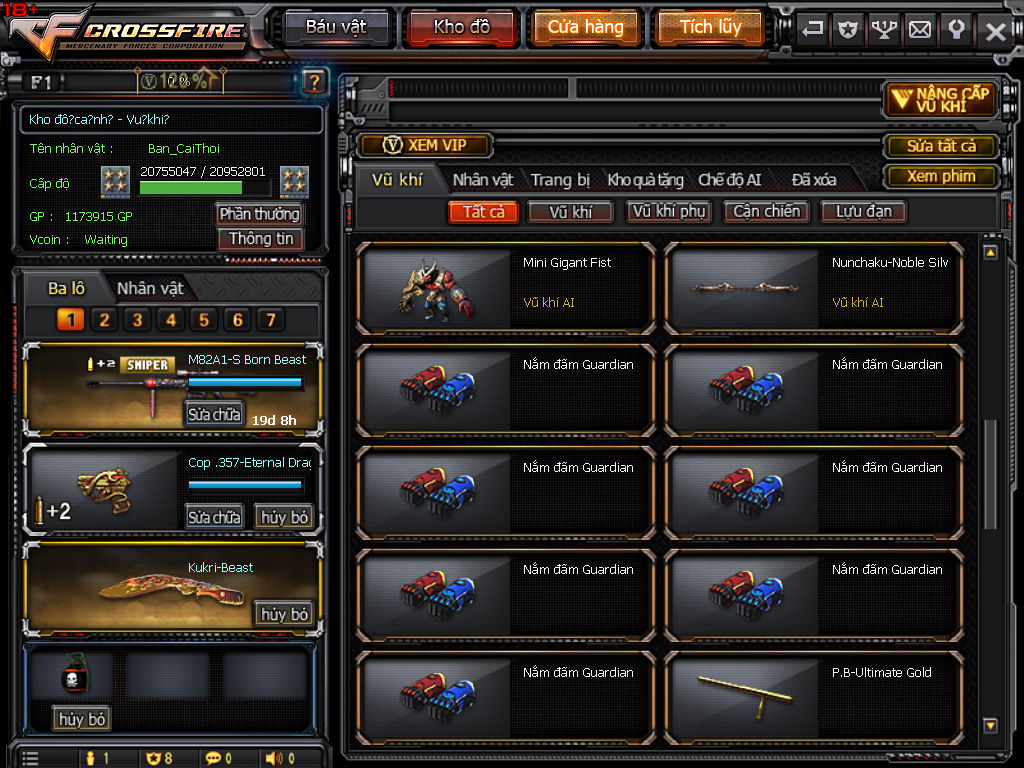 18+
CROSSFIRE
MERCENARY FORCES CORPORATION
Báu vật
Kho đồ
Cửa hàng
Tích lũy
F1
?
Kho đồ?ca?nh? - Vu?khi?
Tên nhân vật : Ban_CaiThoi
Cấp độ
20755047 / 20952801
GP : 1173915 GP
Phần thưởng
Vcoin : Waiting
Thông tin
Ba lô
Nhân vật
1 2 3 4 5 6 7
+2 SNIPER
M82A1-S Born Beast
Sửa chữa
19d 8h
Cop .357-Eternal Drag
+2
Sửa chữa
hủy bỏ
Kukri-Beast
hủy bỏ
hủy bỏ
1
8
0
0
NÂNG CẤP
VŨ KHÍ
V XEM VIP
Sửa tất cả
Xem phim
Vũ khí
Nhân vật
Trang bị
Kho quà tặng
Chế độ AI
Đã xóa
Tất cả
Vũ khí
Vũ khí phụ
Cận chiến
Lựu đạn
Mini Gigant Fist
Vũ khí AI
Nunchaku-Noble Silv
Vũ khí AI
Nắm đấm Guardian
Nắm đấm Guardian
Nắm đấm Guardian
Nắm đấm Guardian
Nắm đấm Guardian
Nắm đấm Guardian
Nắm đấm Guardian
P.B-Ultimate Gold